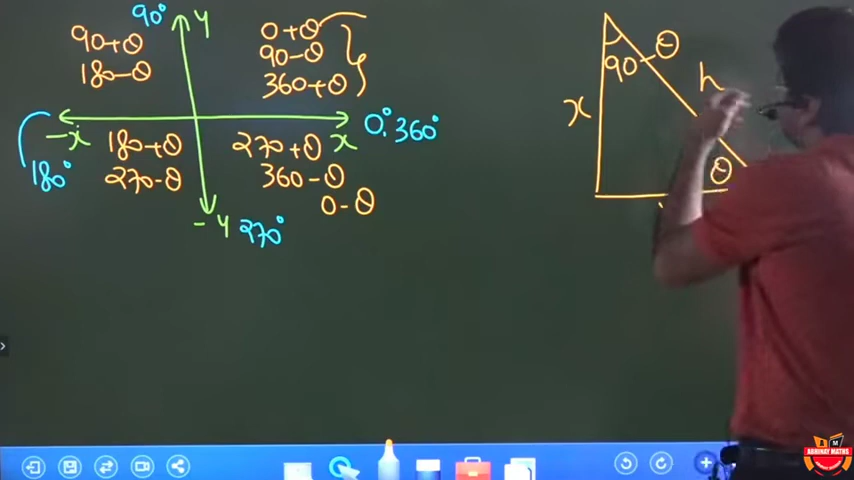 90°
y
90+θ
180-θ
0+θ
90-θ
360+θ
-x
180°
x
0°. 360°
180+θ
270-θ
270+θ
360-θ
0-θ
-y
270°
90-θ
h
x
θ
A M
ABHINAY MATHS